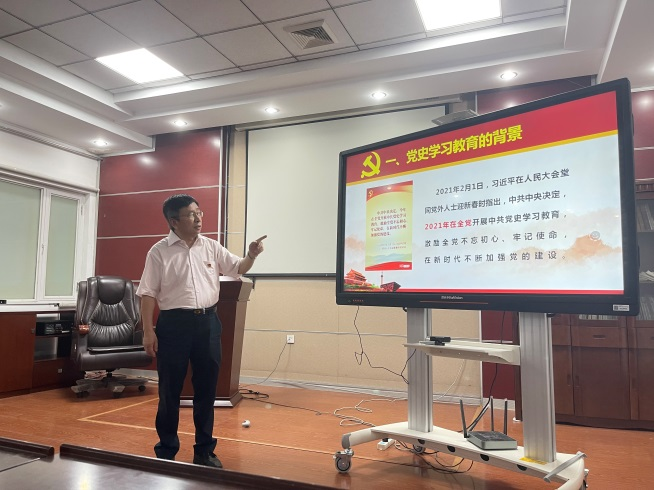 一、党史学习教育的背景
2021年2月1日，习近平在人民大会堂
同党外人士迎新春时指出，中共中央决定，
2021年在全党开展中共党史学习教育，
激励全党不忘初心、牢记使命，
在新时代不断加强党的建设。